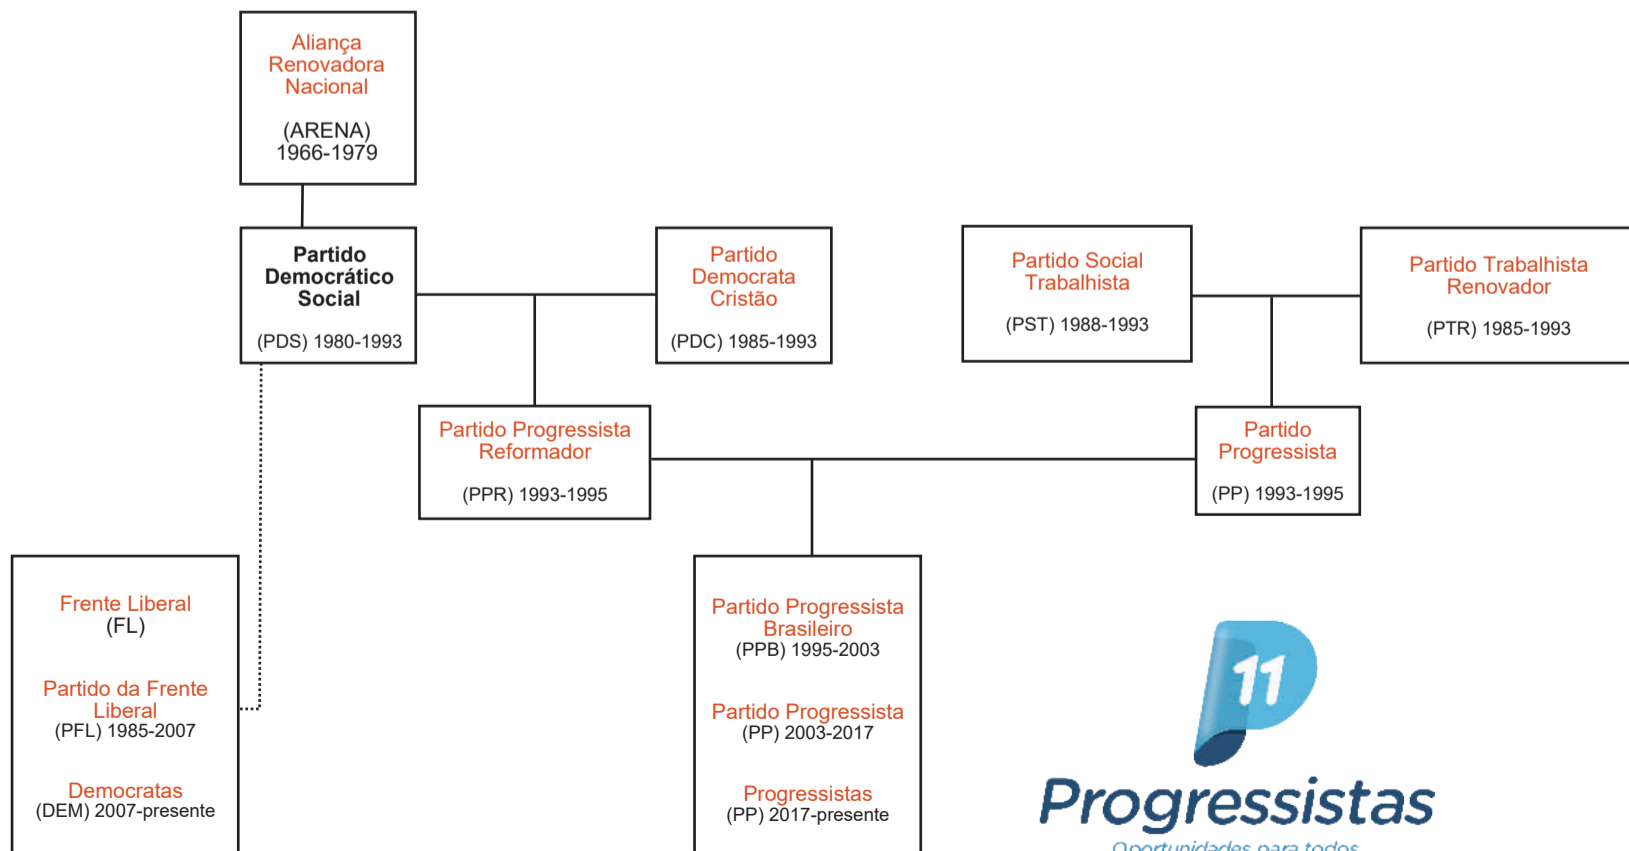 Aliança
Renovadora
Nacional
(ARENA)
1966-1979
Partido
Democrático
Social
(PDS) 1980-1993
Partido
Democrata
Cristão
(PDC) 1985-1993
Partido Social
Trabalhista
(PST) 1988-1993
Partido Trabalhista
Renovador
(PTR) 1985-1993
Partido Progressista
Reformador
(PPR) 1993-1995
Partido
Progressista
(PP) 1993-1995
Frente Liberal
(FL)
Partido da Frente
Liberal
(PFL) 1985-2007
Democratas
(DEM) 2007-presente
Partido Progressista
Brasileiro
(PPB) 1995-2003
Partido Progressista
(PP) 2003-2017
Progressistas
(PP) 2017-presente
11
Progressistas
Oportunidades para todos